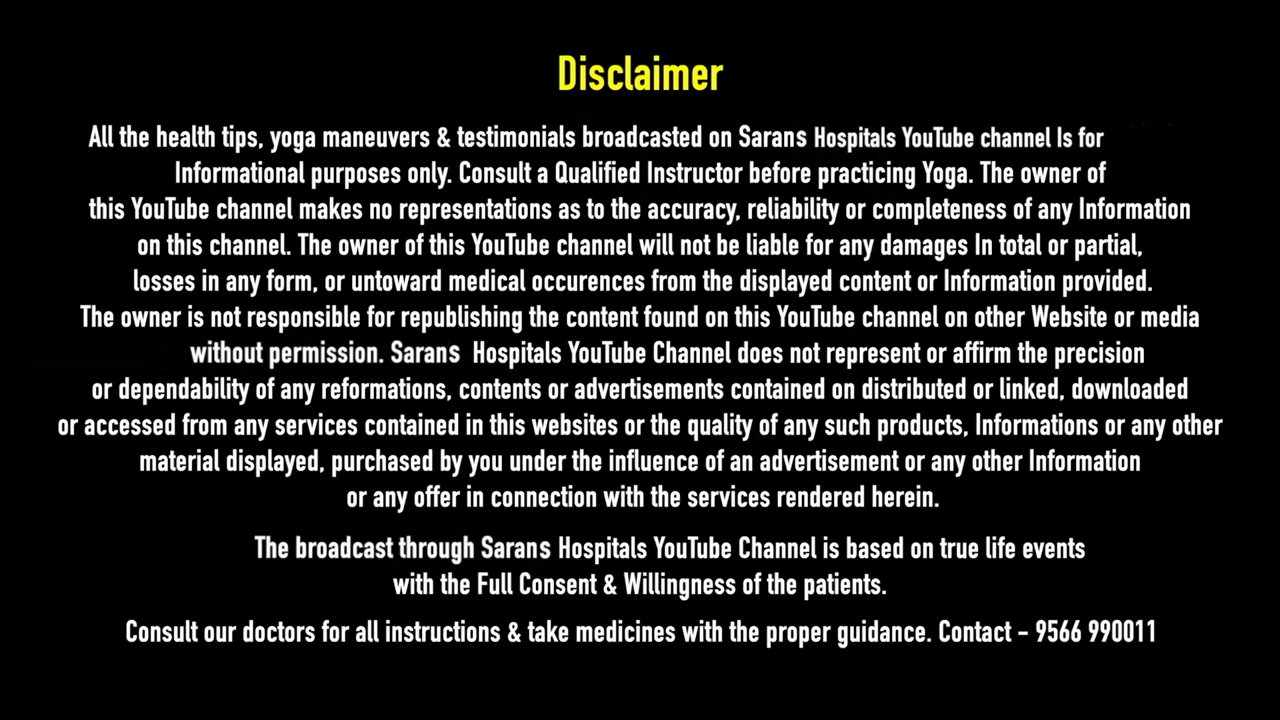 Disclaimer
All the health tips, yoga maneuvers & testimonials broadcasted on Sarans Hospitals YouTube channel Is for
Informational purposes only. Consult a Qualified Instructor before practicing Yoga. The owner of
this YouTube channel makes no representations as to the accuracy, reliability or completeness of any Information
on this channel. The owner of this YouTube channel will not be liable for any damages In total or partial,
losses in any form, or untoward medical occurences from the displayed content or Information provided.
The owner is not responsible for republishing the content found on this YouTube channel on other Website or media
without permission. Sarans Hospitals YouTube Channel does not represent or affirm the precision
or dependability of any reformations, contents or advertisements contained on distributed or linked, downloaded
or accessed from any services contained in this websites or the quality of any such products, Informations or any other
material displayed, purchased by you under the influence of an advertisement or any other Information
or any offer in connection with the services rendered herein.
The broadcast through Sarans Hospitals YouTube Channel is based on true life events
with the Full Consent & Willingness of the patients.
Consult our doctors for all instructions & take medicines with the proper guidance. Contact - 9566 990011